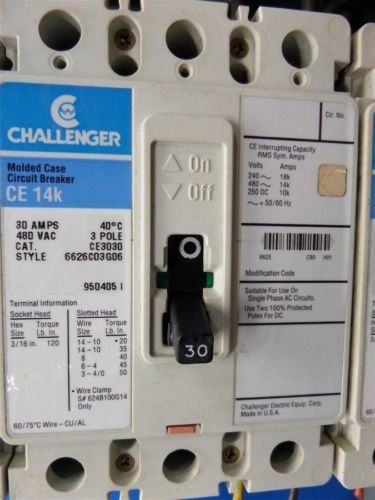 CHALLENGER
Molded Case
Circuit Breaker
CE 14k
30 AMPS 40°C
480 VAC 3 POLE
CAT. CE3030
STYLE 6626CD3G06
950405 I
Terminal Information
Socket Head Slotted Head
Hex Torque Wire Torque
Size Lb. In. Size Lb. In.
3/16 in. 120 14-10 • 20
14-10 35
8 40
6-4 45
3-4/0 50
• Wire Clamp
S# 624B100G14
Only
60/75°C Wire - CU/AL
△ On
▽ Off
O
30
Cir. No.
CE Interrupting Capacity
RMS Sym. Amps
Volts Amps
240 ~ 18k
480 ~ 14k
250 DC 10k
~ = 50/60 Hz
6625 C90 H01
Modification Code
Suitable For Use On
Single Phase AC Circuits.
Use Two 100% Protected
Poles For DC.
Challenger Electric Equip. Corp.
Made in U.S.A.